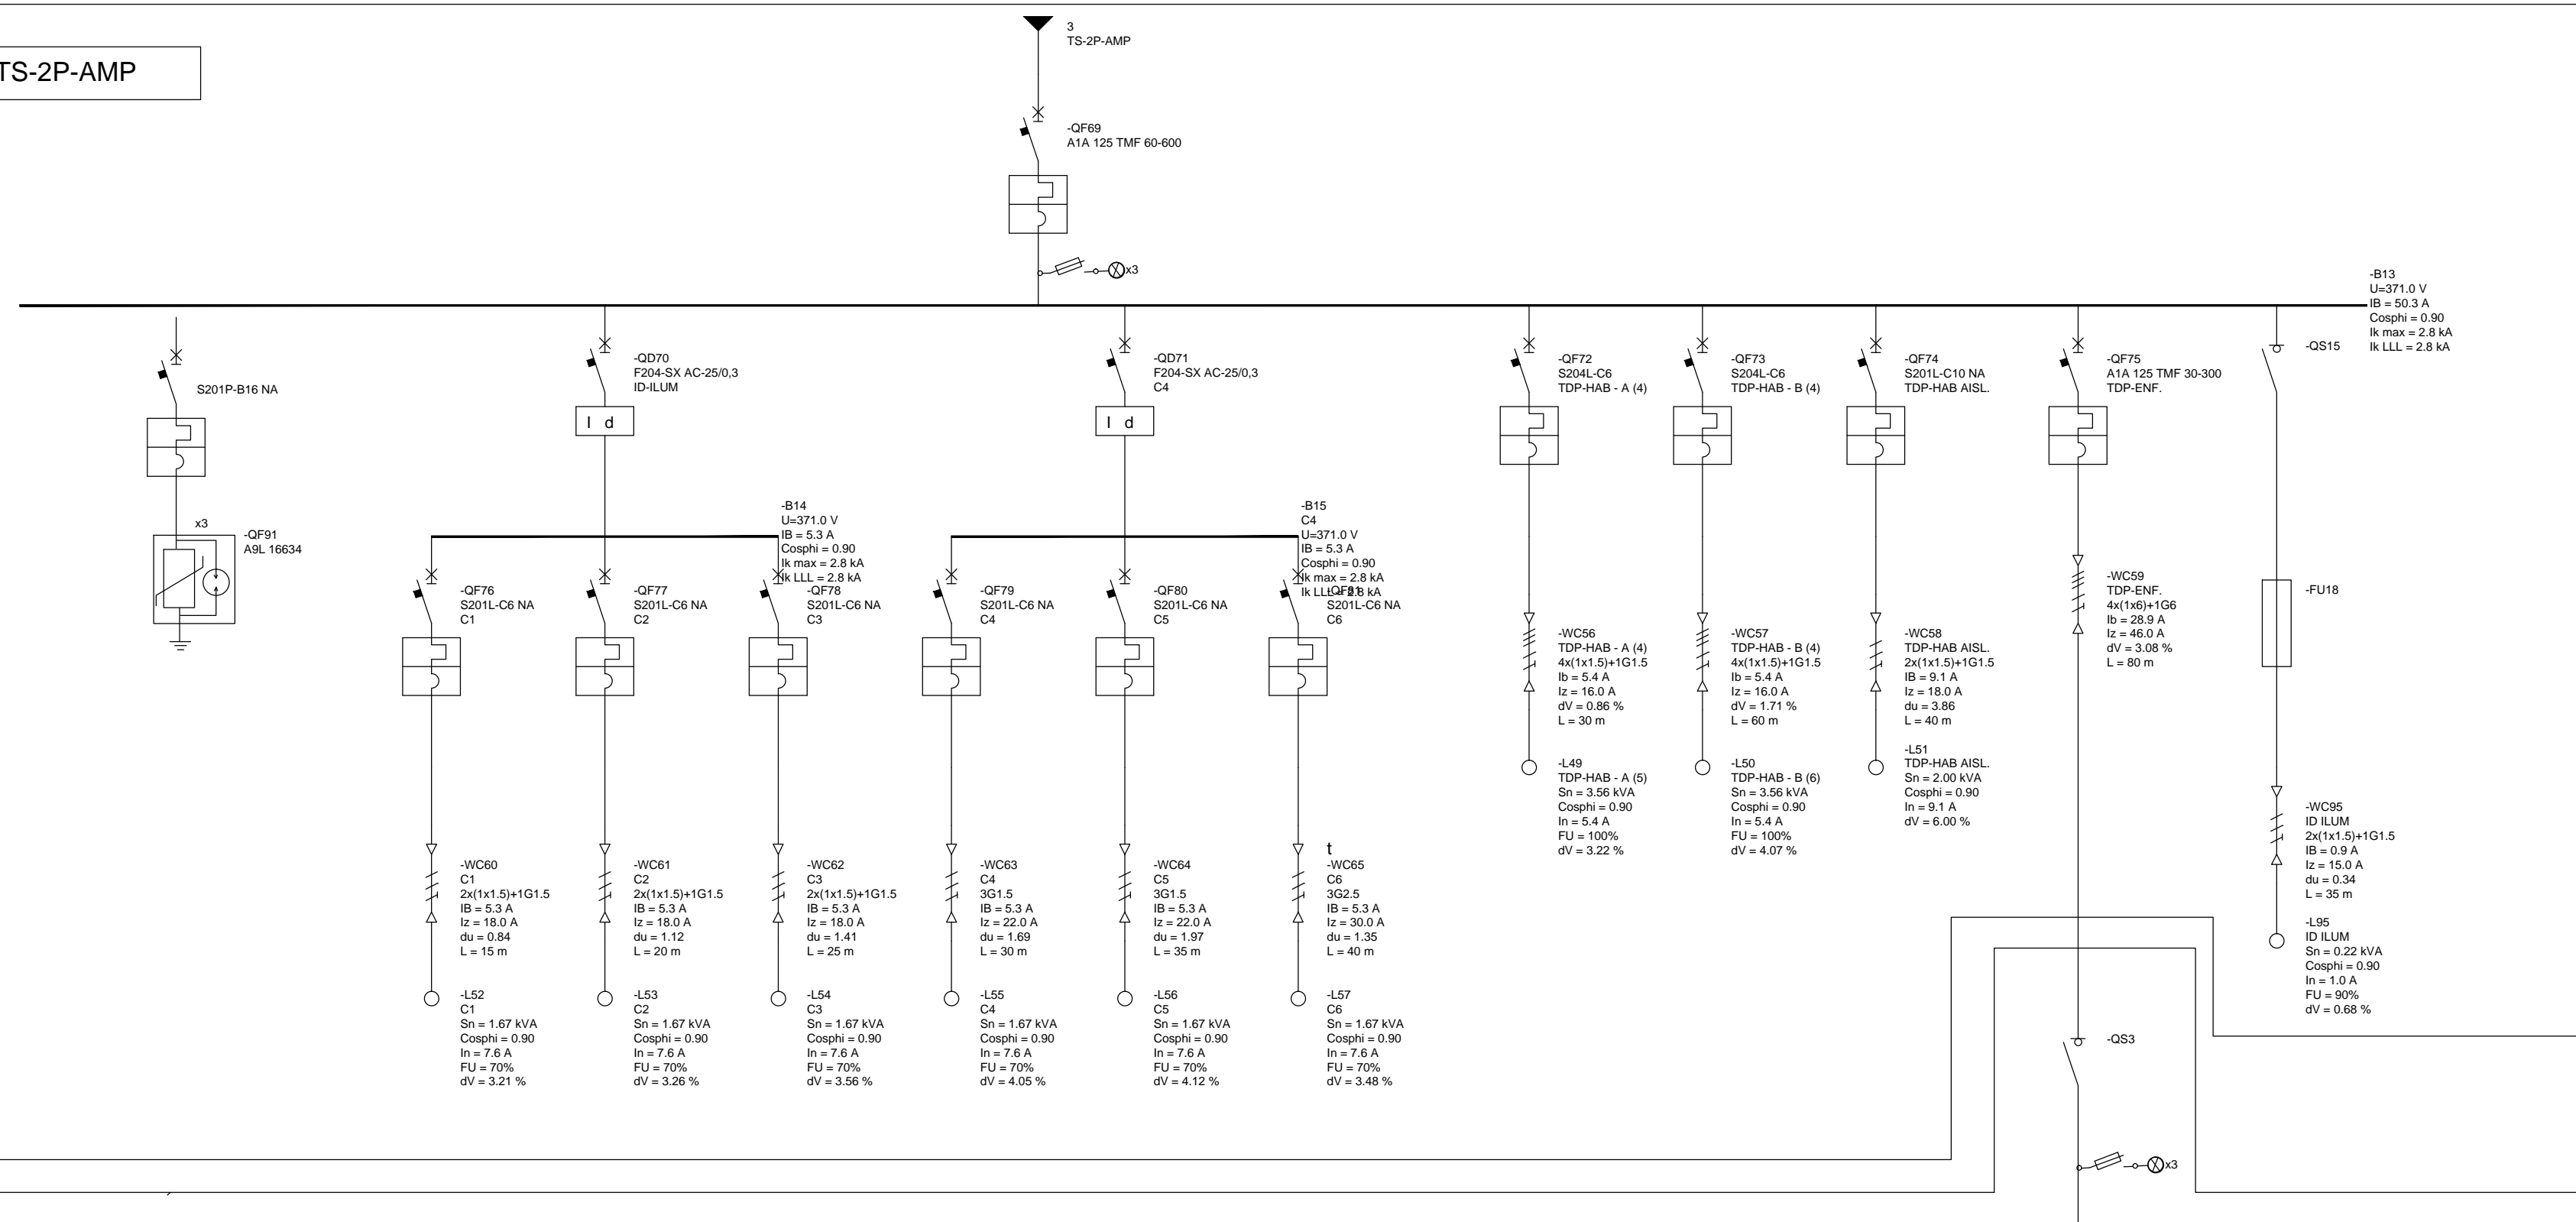 TS-2P-AMP
3
TS-2P-AMP
-QF69
A1A 125 TMF 60-600
x3
-B13
U=371.0 V
IB = 50.3 A
Cosphi = 0.90
Ik max = 2.8 kA
Ik LLL = 2.8 kA
S201P-B16 NA
x3
-QF91
A9L 16634
-QD70
F204-SX AC-25/0,3
ID-ILUM
I d
-QD71
F204-SX AC-25/0,3
C4
I d
-QF72
S204L-C6
TDP-HAB - A (4)
-QF73
S204L-C6
TDP-HAB - B (4)
-QF74
S201L-C10 NA
TDP-HAB AISL.
-QF75
A1A 125 TMF 30-300
TDP-ENF.
-QS15
-B14
U=371.0 V
IB = 5.3 A
Cosphi = 0.90
Ik max = 2.8 kA
Ik LLL = 2.8 kA
-B15
C4
U=371.0 V
IB = 5.3 A
Cosphi = 0.90
Ik max = 2.8 kA
Ik LLL = 2.8 kA
-QF76
S201L-C6 NA
C1
-QF77
S201L-C6 NA
C2
-QF78
S201L-C6 NA
C3
-QF79
S201L-C6 NA
C4
-QF80
S201L-C6 NA
C5
S201L-C6 NA
C6
-WC56
TDP-HAB - A (4)
4x(1x1.5)+1G1.5
Ib = 5.4 A
Iz = 16.0 A
dV = 0.86 %
L = 30 m
-WC57
TDP-HAB - B (4)
4x(1x1.5)+1G1.5
Ib = 5.4 A
Iz = 16.0 A
dV = 1.71 %
L = 60 m
-WC58
TDP-HAB AISL.
2x(1x1.5)+1G1.5
IB = 9.1 A
Iz = 18.0 A
du = 3.86
L = 40 m
-WC59
TDP-ENF.
4x(1x6)+1G6
Ib = 28.9 A
Iz = 46.0 A
dV = 3.08 %
L = 80 m
-FU18
-L49
TDP-HAB - A (5)
Sn = 3.56 kVA
Cosphi = 0.90
In = 5.4 A
FU = 100%
dV = 3.22 %
-L50
TDP-HAB - B (6)
Sn = 3.56 kVA
Cosphi = 0.90
In = 5.4 A
FU = 100%
dV = 4.07 %
-L51
TDP-HAB AISL.
Sn = 2.00 kVA
Cosphi = 0.90
In = 9.1 A
dV = 6.00 %
-WC95
ID ILUM
2x(1x1.5)+1G1.5
IB = 0.9 A
Iz = 15.0 A
du = 0.34
L = 35 m
-WC60
C1
2x(1x1.5)+1G1.5
IB = 5.3 A
Iz = 18.0 A
du = 0.84
L = 15 m
-WC61
C2
2x(1x1.5)+1G1.5
IB = 5.3 A
Iz = 18.0 A
du = 1.12
L = 20 m
-WC62
C3
2x(1x1.5)+1G1.5
IB = 5.3 A
Iz = 18.0 A
du = 1.41
L = 25 m
-WC63
C4
3G1.5
IB = 5.3 A
Iz = 22.0 A
du = 1.69
L = 30 m
-WC64
C5
3G1.5
IB = 5.3 A
Iz = 22.0 A
du = 1.97
L = 35 m
t
-WC65
C6
3G2.5
IB = 5.3 A
Iz = 30.0 A
du = 1.35
L = 40 m
-L95
ID ILUM
Sn = 0.22 kVA
Cosphi = 0.90
In = 1.0 A
FU = 90%
dV = 0.68 %
-L52
C1
Sn = 1.67 kVA
Cosphi = 0.90
In = 7.6 A
FU = 70%
dV = 3.21 %
-L53
C2
Sn = 1.67 kVA
Cosphi = 0.90
In = 7.6 A
FU = 70%
dV = 3.26 %
-L54
C3
Sn = 1.67 kVA
Cosphi = 0.90
In = 7.6 A
FU = 70%
dV = 3.56 %
-L55
C4
Sn = 1.67 kVA
Cosphi = 0.90
In = 7.6 A
FU = 70%
dV = 4.05 %
-L56
C5
Sn = 1.67 kVA
Cosphi = 0.90
In = 7.6 A
FU = 70%
dV = 4.12 %
-L57
C6
Sn = 1.67 kVA
Cosphi = 0.90
In = 7.6 A
FU = 70%
dV = 3.48 %
-QS3
x3